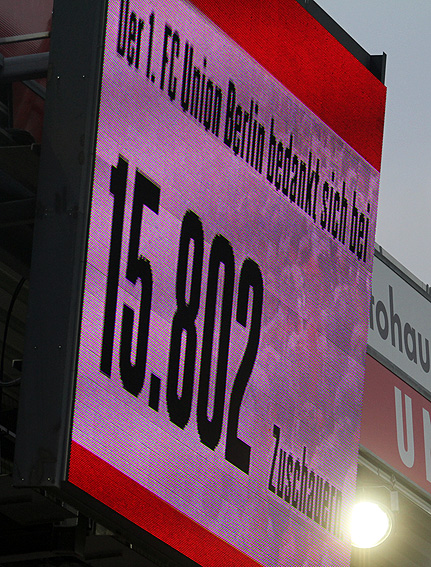 Der 1. FC Union Berlin bedankt sich bei
15.802
Zuschauern